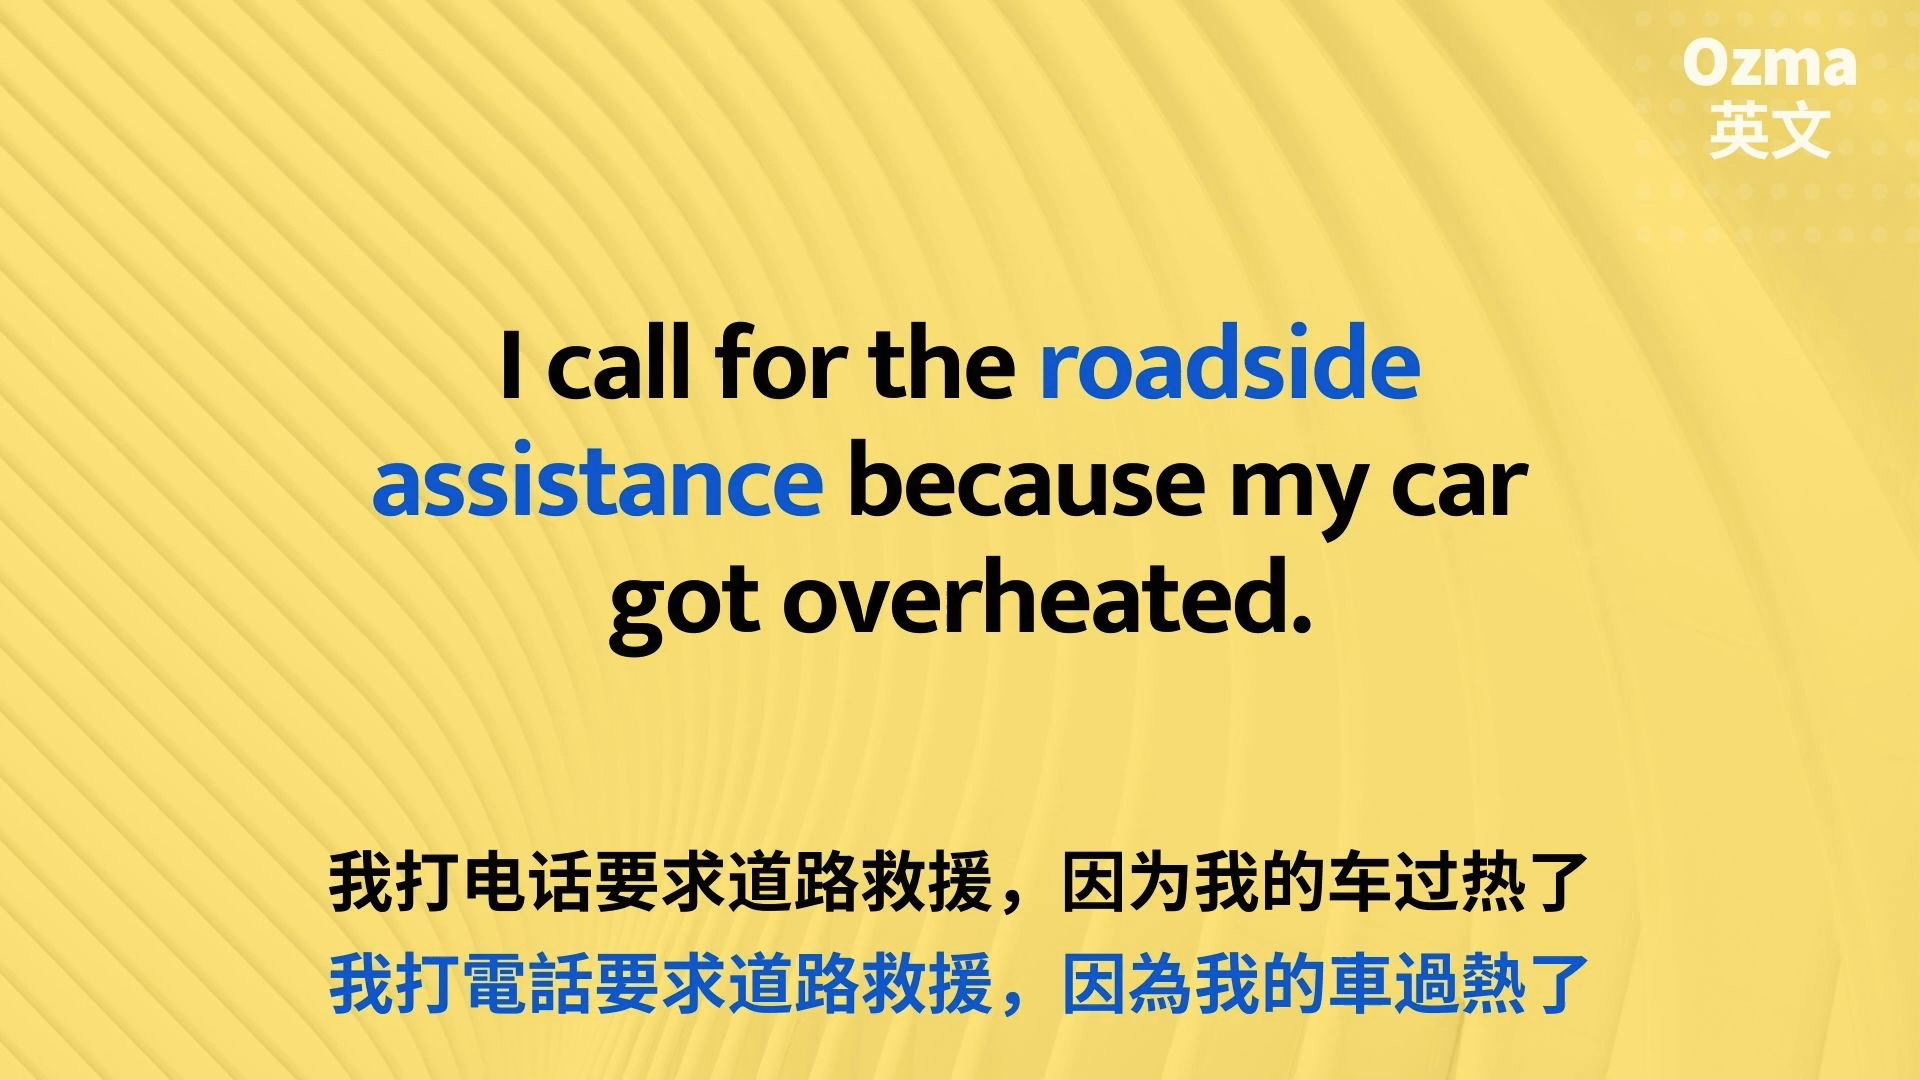 Ozma
英文
I call for the roadside
assistance because my car
got overheated.
我打电话要求道路救援，因为我的车过热了
我打電話要求道路救援，因為我的車過熱了